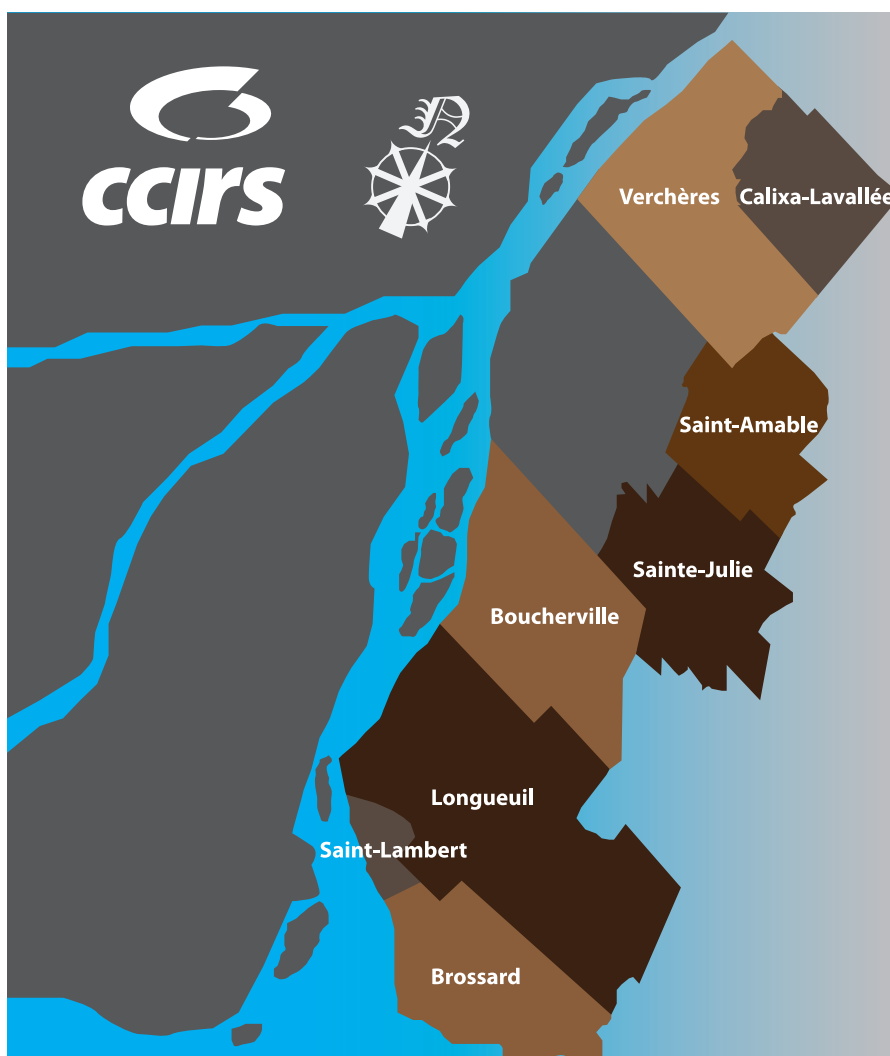 ccirs
N
Verchères
Calixa-Lavallée
Saint-Amable
Sainte-Julie
Boucherville
Longueuil
Saint-Lambert
Brossard